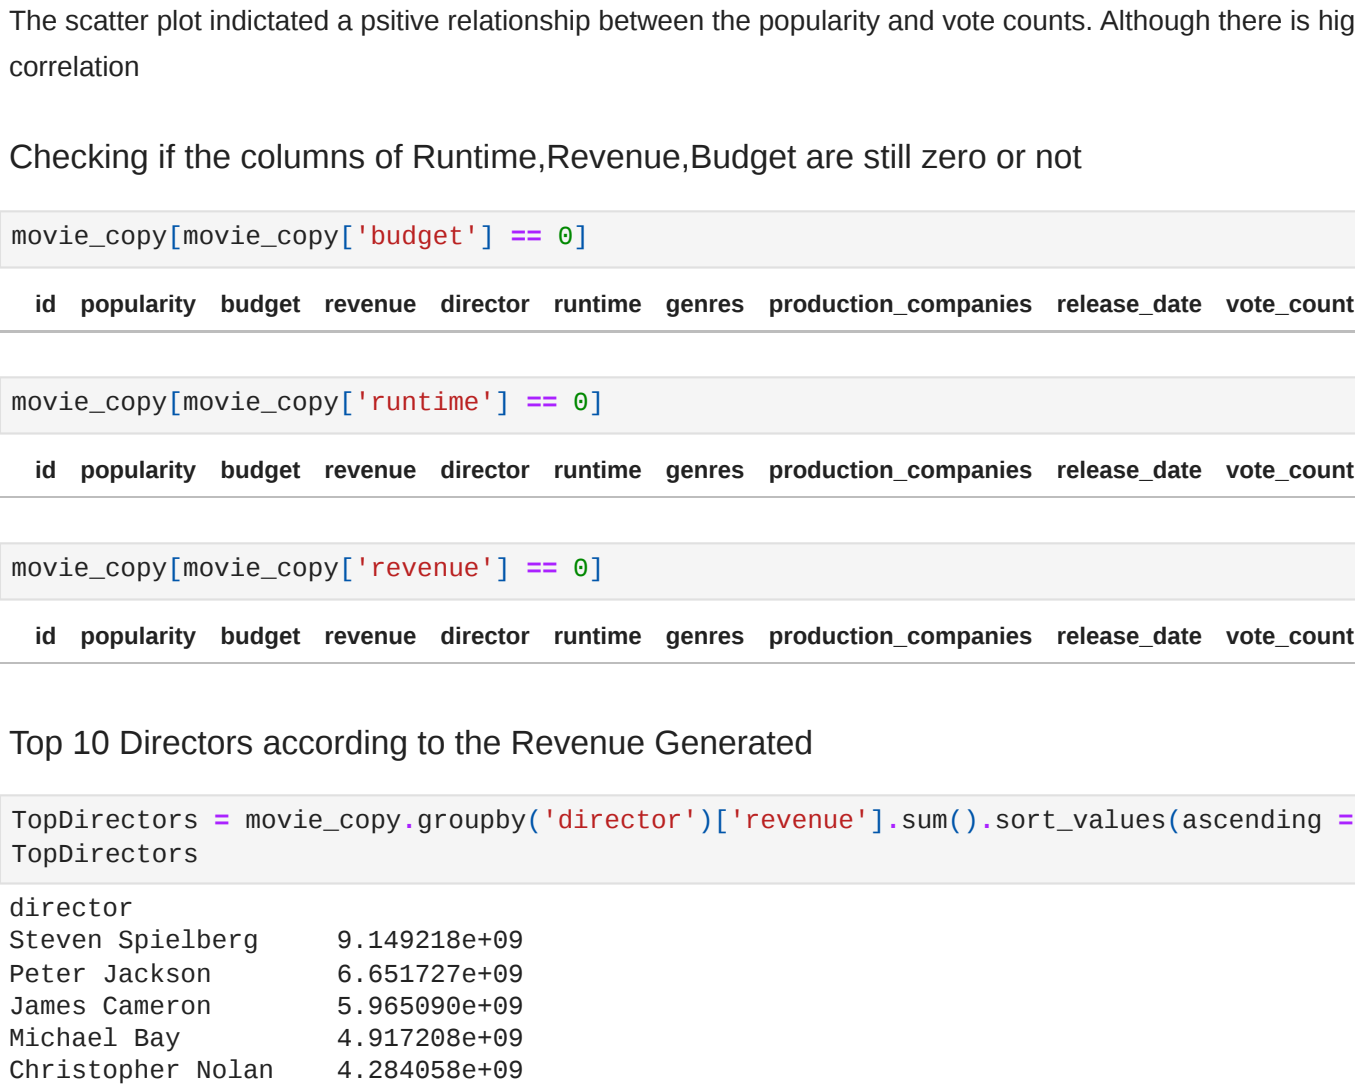 The scatter plot indictated a psitive relationship between the popularity and vote counts. Although there is hig
correlation
Checking if the columns of Runtime,Revenue,Budget are still zero or not
movie_copy[movie_copy['budget'] == 0]
id popularity budget revenue director runtime genres production_companies release_date vote_count
movie_copy[movie_copy['runtime'] == 0]
id popularity budget revenue director runtime genres production_companies release_date vote_count
movie_copy[movie_copy['revenue'] == 0]
id popularity budget revenue director runtime genres production_companies release_date vote_count
Top 10 Directors according to the Revenue Generated
TopDirectors = movie_copy.groupby('director')['revenue'].sum().sort_values(ascending =
TopDirectors
director
Steven Spielberg 9.149218e+09
Peter Jackson 6.651727e+09
James Cameron 5.965090e+09
Michael Bay 4.917208e+09
Christopher Nolan 4.284058e+09